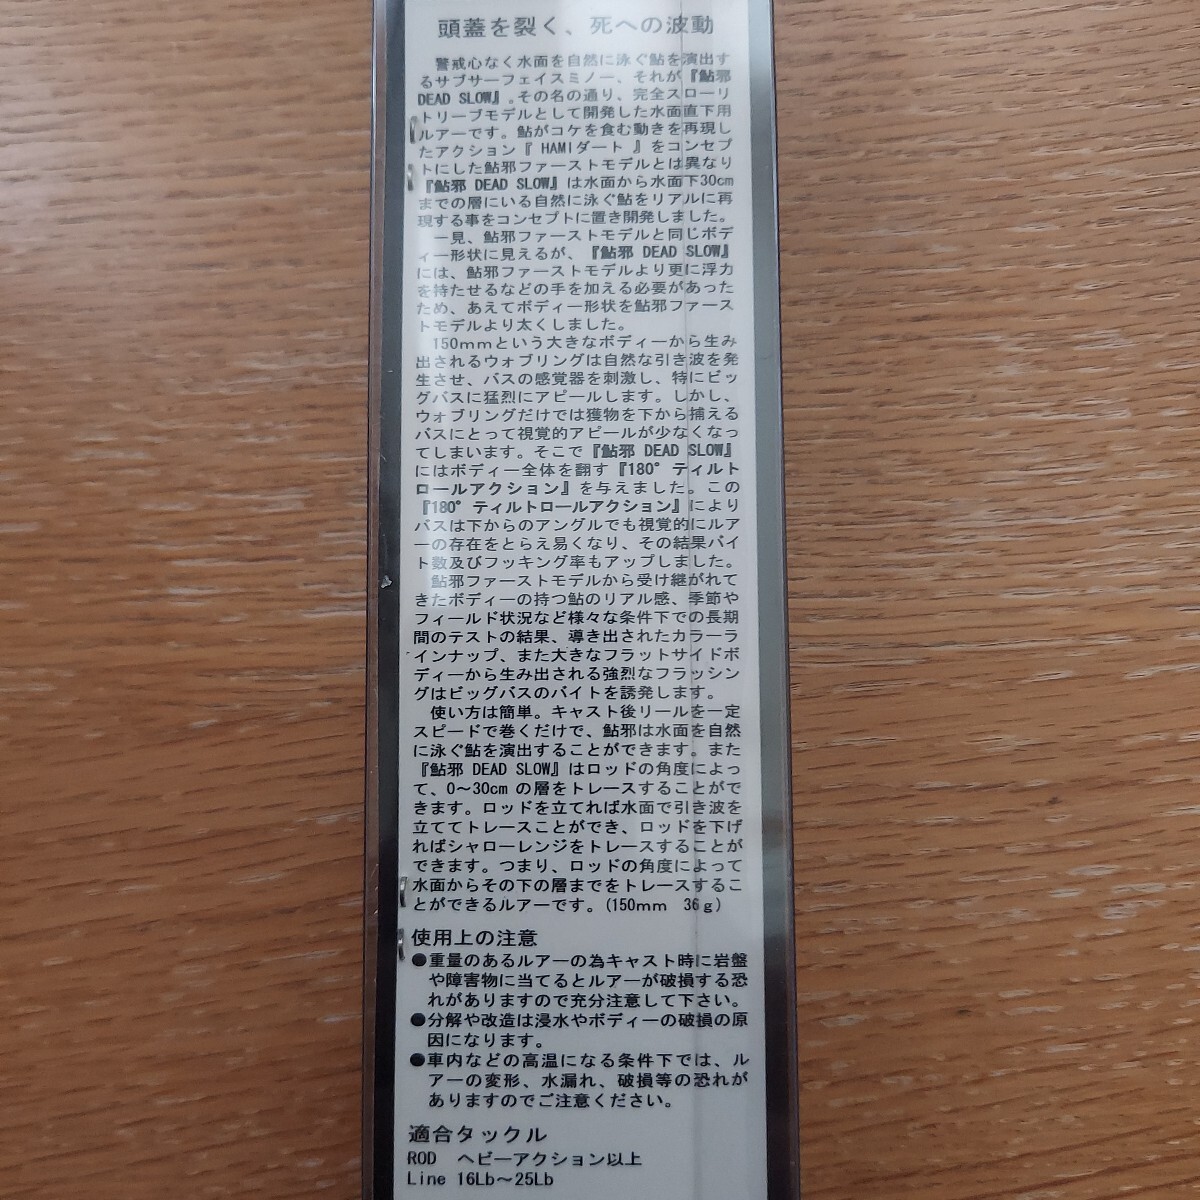 頭蓋を裂く、死への波動
警戒心なく水面を自然に泳ぐ鮎を演出す
るサブサーフェイスミノー、それが『鮎邪
DEAD SLOW』。その名の通り、完全スローリ
トリーブモデルとして開発した水面直下用
ルアーです。鮎がコケを食む動きを再現し
たアクション『 HAMIダート 』をコンセプ
トにした鮎邪ファーストモデルとは異なり
『鮎邪 DEAD SLOW』は水面から水面下30cm
までの層にいる自然に泳ぐ鮎をリアルに再
現する事をコンセプトに置き開発しました。
一見、鮎邪ファーストモデルと同じボデ
ィー形状に見えるが、『鮎邪 DEAD SLOW』
には、鮎邪ファーストモデルより更に浮力
を持たせるなどの手を加える必要があった
ため、あえてボディー形状を鮎邪ファース
トモデルより太くしました。
150mmという大きなボディーから生み
出されるウォブリングは自然な引き波を発
生させ、バスの感覚器を刺激し、特にビッ
グバスに猛烈にアピールします。しかし、
ウォブリングだけでは獲物を下から捕える
バスにとって視覚的アピールが少なくなっ
てしまいます。そこで『鮎邪 DEAD SLOW』
にはボディー全体を翻す『180° ティルト
ロールアクション』を与えました。この
『180° ティルトロールアクション』により
バスは下からのアングルでも視覚的にルア
ーの存在をとらえ易くなり、その結果バイ
ト数及びフッキング率もアップしました。
鮎邪ファーストモデルから受け継がれて
きたボディーの持つ鮎のリアル感、季節や
フィールド状況など様々な条件下での長期
間のテストの結果、導き出されたカラーラ
インナップ、また大きなフラットサイドボ
ディーから生み出される強烈なフラッシン
グはビッグバスのバイトを誘発します。
使い方は簡単。キャスト後リールを一定
スピードで巻くだけで、鮎邪は水面を自然
に泳ぐ鮎を演出することができます。また
『鮎邪 DEAD SLOW』はロッドの角度によっ
て、0～30cm の層をトレースすることがで
きます。ロッドを立てれば水面で引き波を
立ててトレースことができ、ロッドを下げ
ればシャローレンジをトレースすることが
できます。つまり、ロッドの角度によって
水面からその下の層までをトレースするこ
とができるルアーです。(150mm 36g)
使用上の注意
●重量のあるルアーの為キャスト時に岩盤
や障害物に当てるとルアーが破損する恐
れがありますので充分注意して下さい。
●分解や改造は浸水やボディーの破損の原
因になります。
●車内などの高温になる条件下では、ル
アーの変形、水漏れ、破損等の恐れが
ありますのでご注意ください。
適合タックル
ROD ヘビーアクション以上
Line 16Lb～25Lb